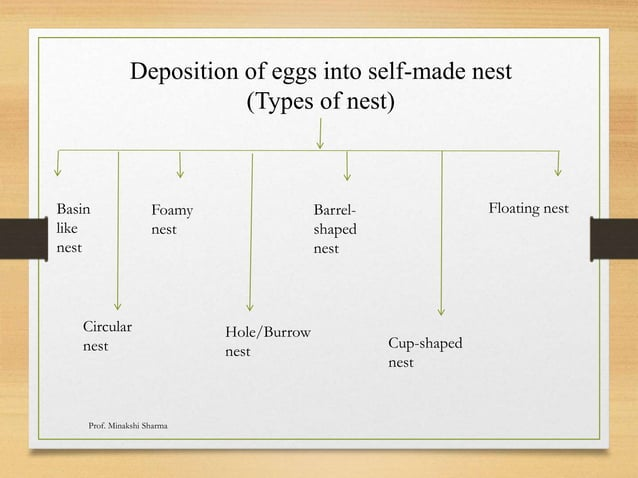 Deposition of eggs into self-made nest
(Types of nest)
Basin
like
nest
Foamy
nest
Barrel-
shaped
nest
Floating nest
Circular
nest
Hole/Burrow
nest
Cup-shaped
nest
Prof. Minakshi Sharma